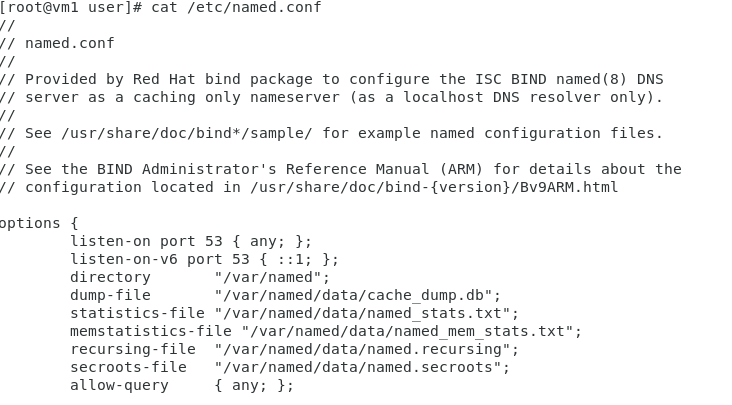 [root@vm1 user]# cat /etc/named.conf
//
// named.conf
//
// Provided by Red Hat bind package to configure the ISC BIND named(8) DNS
// server as a caching only nameserver (as a localhost DNS resolver only).
//
// See /usr/share/doc/bind*/sample/ for example named configuration files.
//
// See the BIND Administrator's Reference Manual (ARM) for details about the
// configuration located in /usr/share/doc/bind-{version}/Bv9ARM.html

options {
        listen-on port 53 { any; };
        listen-on-v6 port 53 { ::1; };
        directory       "/var/named";
        dump-file       "/var/named/data/cache_dump.db";
        statistics-file "/var/named/data/named_stats.txt";
        memstatistics-file "/var/named/data/named_mem_stats.txt";
        recursing-file  "/var/named/data/named.recursing";
        secroots-file   "/var/named/data/named.secroots";
        allow-query     { any; };